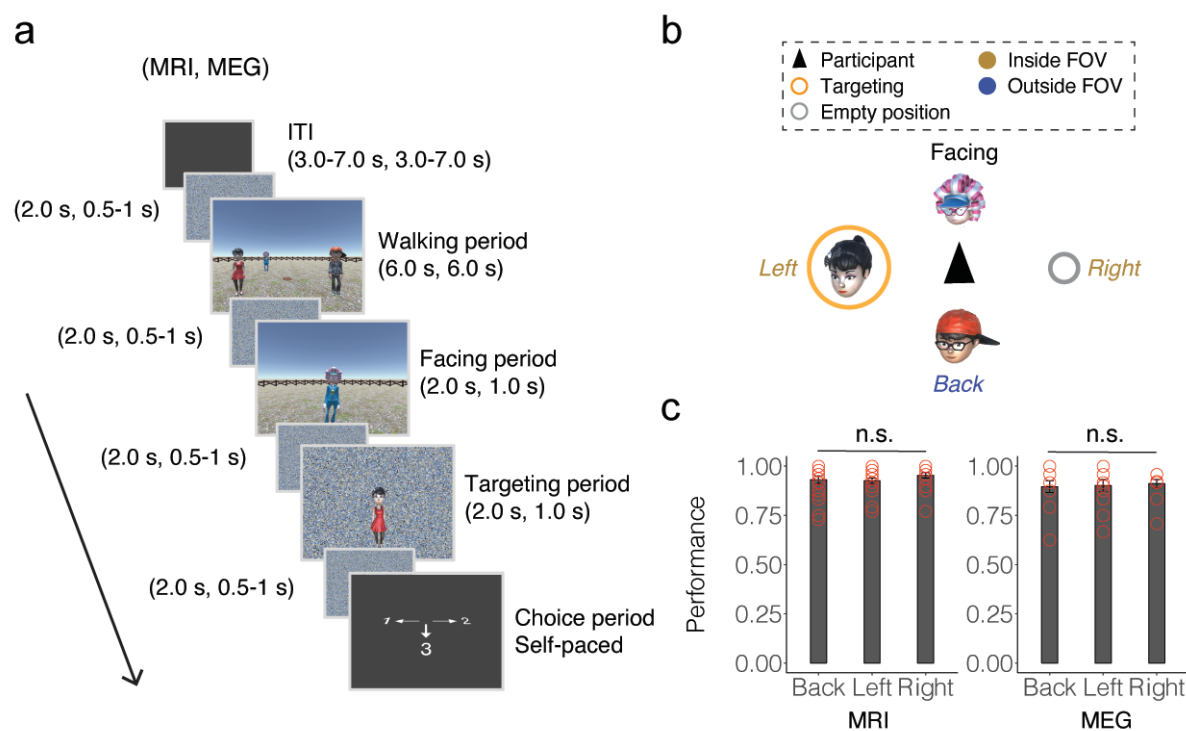 a
(MRI, MEG)
ITI
(3.0-7.0 s, 3.0-7.0 s)
(2.0 s, 0.5-1 s)
Walking period
(6.0 s, 6.0 s)
(2.0 s, 0.5-1 s)
Facing period
(2.0 s, 1.0 s)
(2.0 s, 0.5-1 s)
Targeting period
(2.0 s, 1.0 s)
(2.0 s, 0.5-1 s)
1 2
3
Choice period
Self-paced
b
Participant Inside FOV
Targeting Outside FOV
Empty position
Facing
Left Right
Back
c
n.s. n.s.
Performance
1.00 1.00
0.75 0.75
0.50 0.50
0.25 0.25
0.00 0.00
Back Left Right Back Left Right
MRI MEG